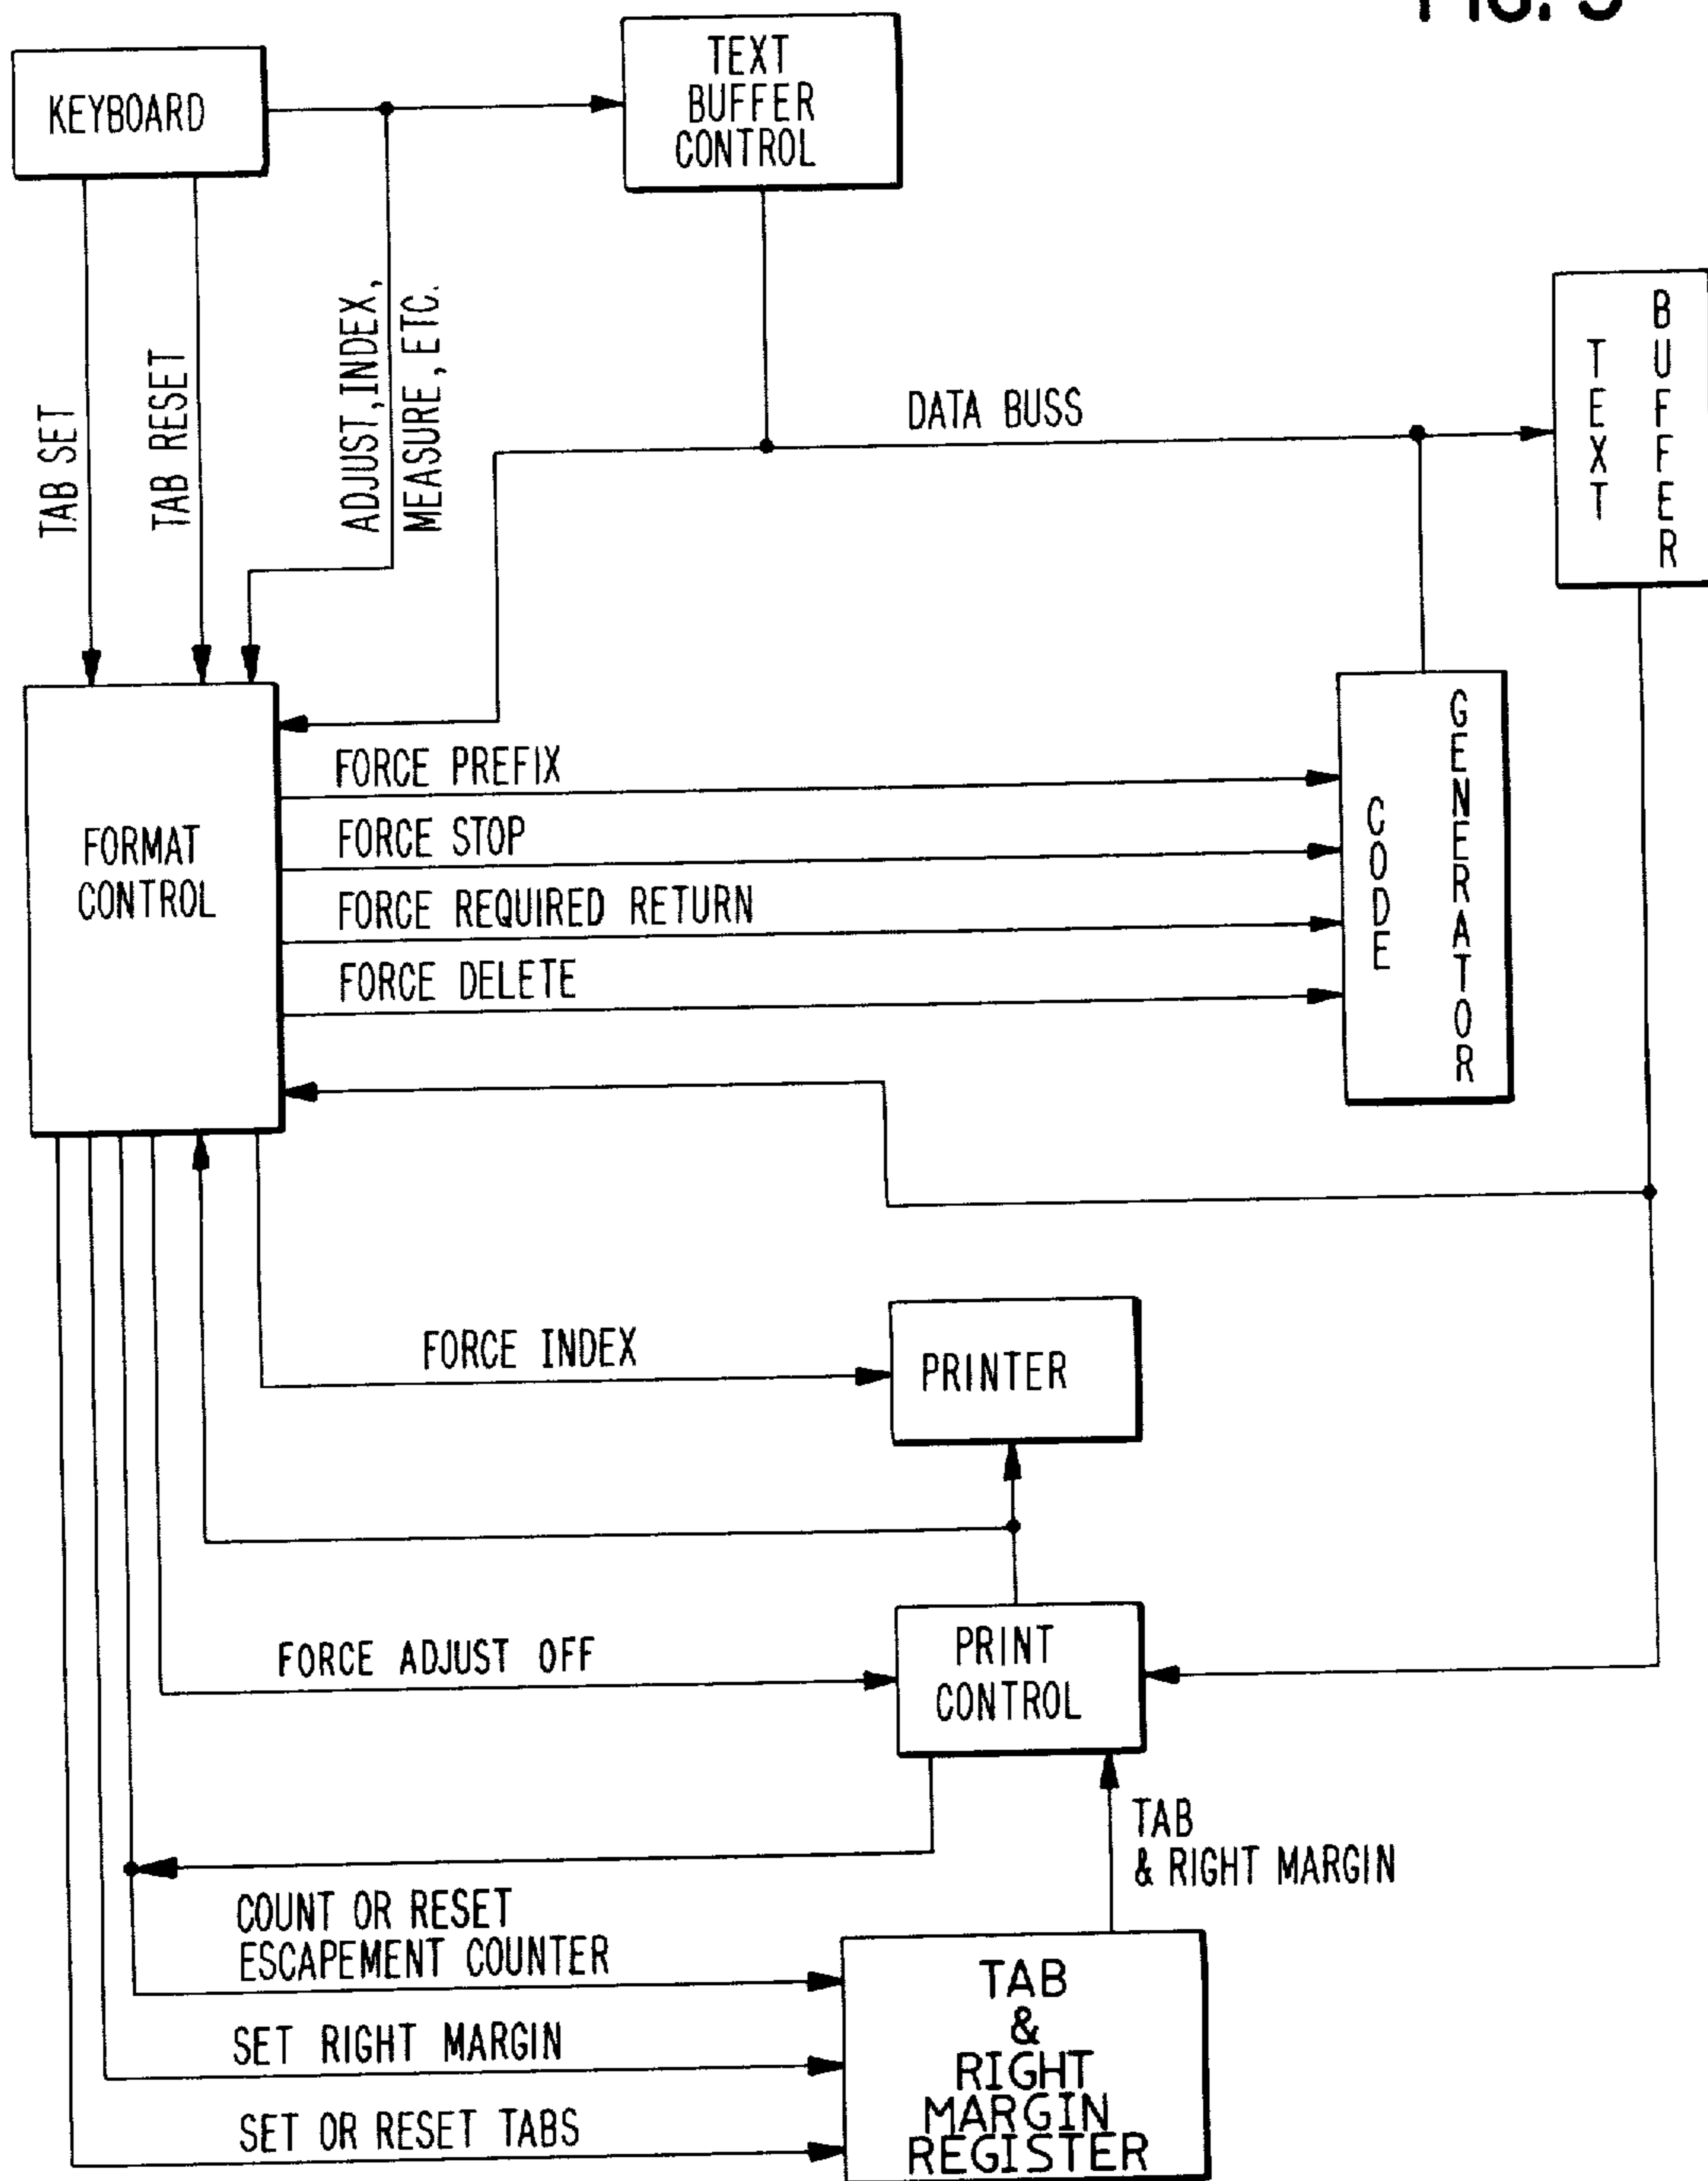 KEYBOARD
TEXT
BUFFER
CONTROL
TAB SET
TAB RESET
ADJUST, INDEX,
MEASURE, ETC.
DATA BUSS
TEXT
BUFFER
FORMAT
CONTROL
FORCE PREFIX
FORCE STOP
FORCE REQUIRED RETURN
FORCE DELETE
CODE
GENERATOR
FORCE INDEX
PRINTER
FORCE ADJUST OFF
PRINT
CONTROL
TAB
& RIGHT MARGIN
COUNT OR RESET
ESCAPEMENT COUNTER
SET RIGHT MARGIN
SET OR RESET TABS
TAB
&
RIGHT
MARGIN
REGISTER